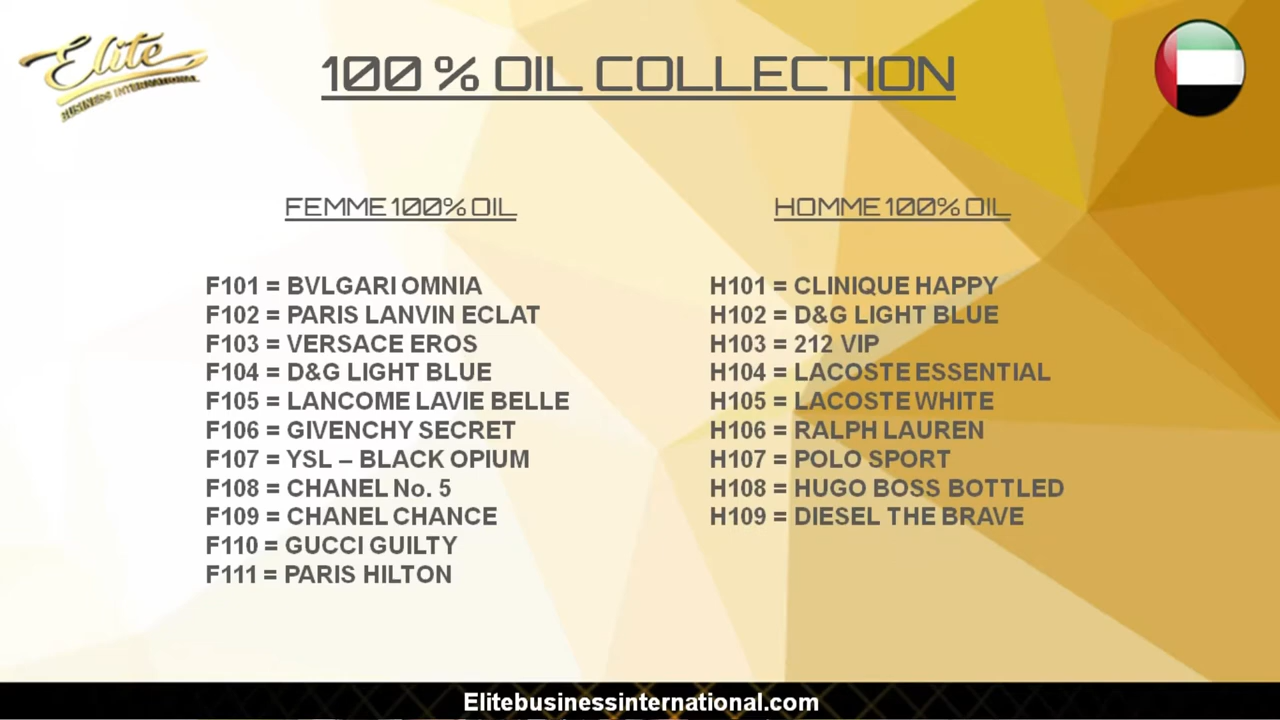 Elite
BUSINESS INTERNATIONAL
100 % OIL COLLECTION
FEMME 100% OIL
F101 = BVLGARI OMNIA
F102 = PARIS LANVIN ECLAT
F103 = VERSACE EROS
F104 = D&G LIGHT BLUE
F105 = LANCOME LAVIE BELLE
F106 = GIVENCHY SECRET
F107 = YSL – BLACK OPIUM
F108 = CHANEL No. 5
F109 = CHANEL CHANCE
F110 = GUCCI GUILTY
F111 = PARIS HILTON
HOMME 100% OIL
H101 = CLINIQUE HAPPY
H102 = D&G LIGHT BLUE
H103 = 212 VIP
H104 = LACOSTE ESSENTIAL
H105 = LACOSTE WHITE
H106 = RALPH LAUREN
H107 = POLO SPORT
H108 = HUGO BOSS BOTTLED
H109 = DIESEL THE BRAVE
Elitebusinessinternational.com